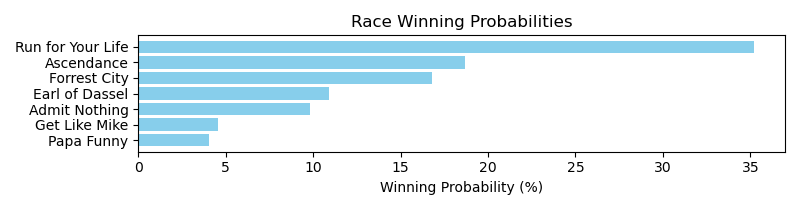 Race Winning Probabilities
Run for Your Life
Ascendance
Forrest City
Earl of Dassel
Admit Nothing
Get Like Mike
Papa Funny
0 5 10 15 20 25 30 35
Winning Probability (%)